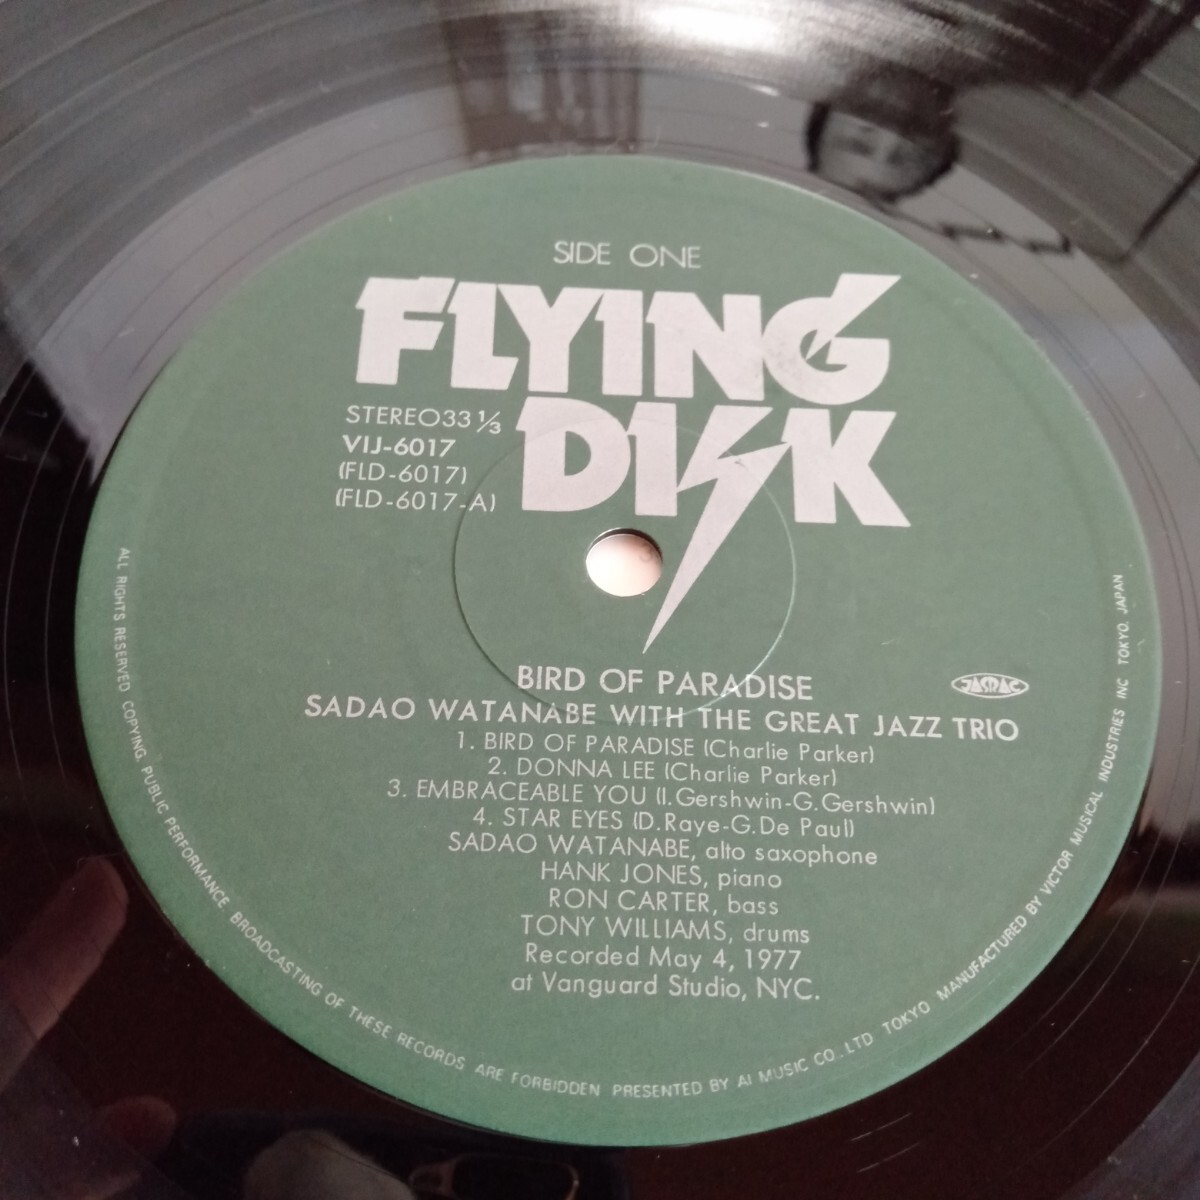 SIDE ONE
FLYING
DISK
STEREO 33 1/3
VIJ-6017
(FLD-6017)
(FLD-6017-A)
BIRD OF PARADISE
JASRAC
SADAO WATANABE WITH THE GREAT JAZZ TRIO
1. BIRD OF PARADISE (Charlie Parker)
2. DONNA LEE (Charlie Parker)
3. EMBRACEABLE YOU (I.Gershwin-G.Gershwin)
4. STAR EYES (D.Raye-G.De Paul)
SADAO WATANABE, alto saxophone
HANK JONES, piano
RON CARTER, bass
TONY WILLIAMS, drums
Recorded May 4, 1977
at Vanguard Studio, NYC.
ALL RIGHTS RESERVED COPYING, PUBLIC PERFORMANCE BROADCASTING OF THESE RECORDS ARE FORBIDDEN PRESENTED BY AI MUSIC CO., LTD TOKYO MANUFACTURED BY VICTOR MUSICAL INDUSTRIES INC TOKYO. JAPAN